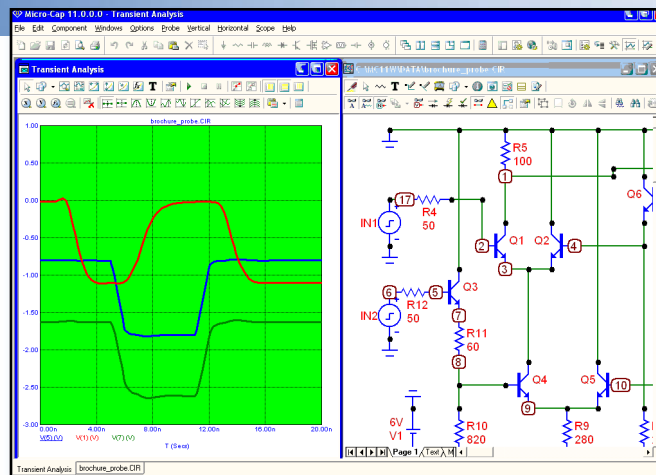 Micro-Cap 11.0.0.0 - Transient Analysis
File Edit Component Windows Options Probe Vertical Horizontal Scope Help
Transient Analysis
C:\MC11W\DATA\brochure_probe.CIR
brochure_probe.CIR
1.00
0.50
0.00
-0.50
-1.00
-1.50
-2.00
-2.50
-3.00
0.00n 4.00n 8.00n 12.00n 16.00n 20.00n
V(5) (V) V(1) (V) V(7) (V)
T (Secs)
R5
100
1
Q6
17
R4
50
IN1
2
Q1
Q2
4
3
6
R12
50
5
Q3
IN2
7
R11
60
8
Q4
Q5
10
9
6V
V1
R10
820
R9
280
Page 1 Text M
Transient Analysis brochure_probe.CIR